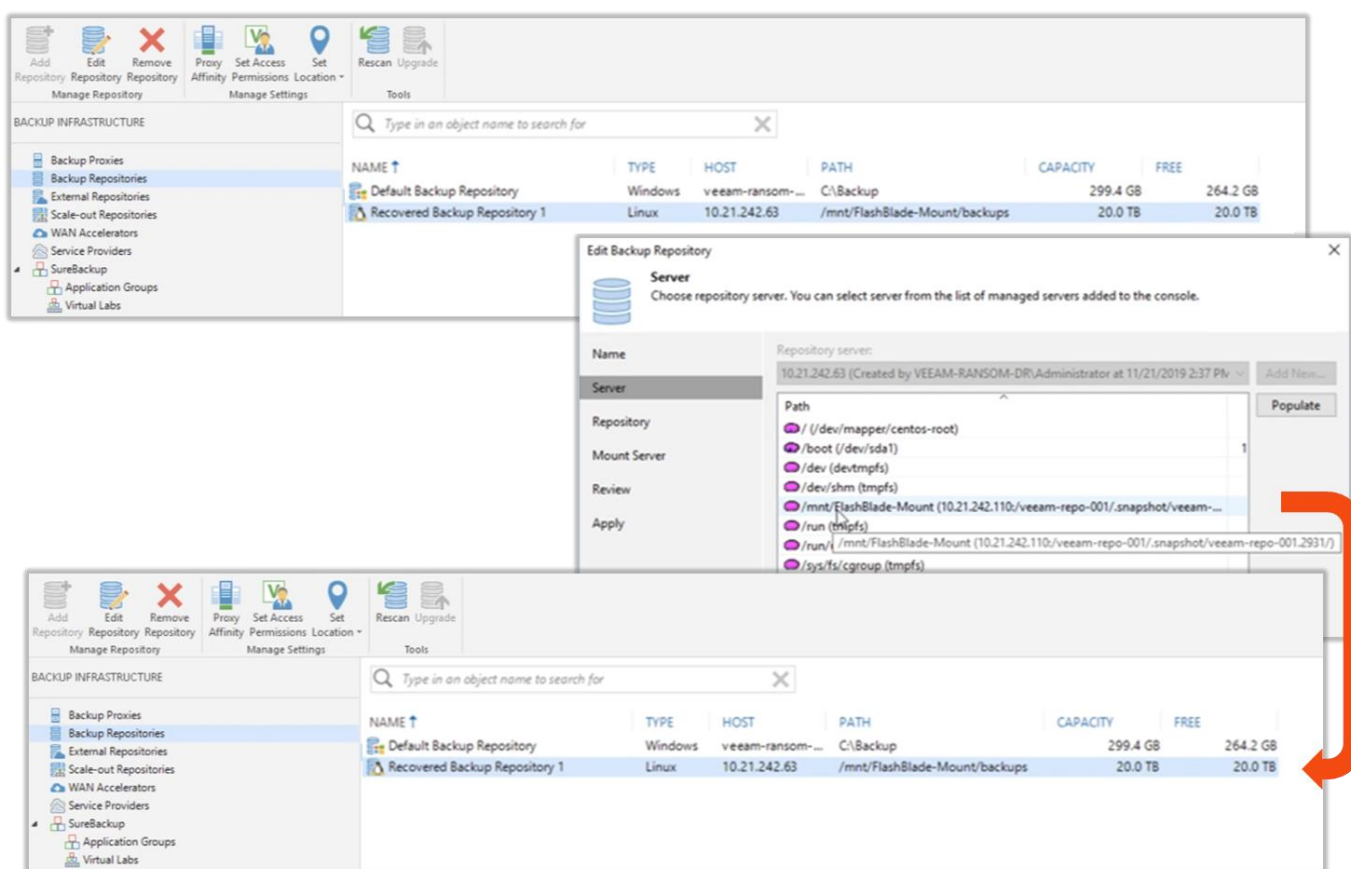 Add Edit Remove Proxy Set Access Set Rescan Upgrade
Repository Repository Repository Affinity Permissions Location
Manage Repository Manage Settings Tools
BACKUP INFRASTRUCTURE
Type in an object name to search for
Backup Proxies
Backup Repositories
External Repositories
Scale-out Repositories
WAN Accelerators
Service Providers
SureBackup
Application Groups
Virtual Labs
NAME TYPE HOST PATH CAPACITY FREE
Default Backup Repository Windows veeam-ransom-... C:\Backup 299.4 GB 264.2 GB
Recovered Backup Repository 1 Linux 10.21.242.63 /mnt/FlashBlade-Mount/backups 20.0 TB 20.0 TB
Edit Backup Repository
Server
Choose repository server. You can select server from the list of managed servers added to the console.
Name
Server
Repository
Mount Server
Review
Apply
Repository server:
10.21.242.63 (Created by VEEAM-RANSOM-DR\Administrator at 11/21/2019 2:37 PM Add New...
Path Populate
/ (/dev/mapper/centos-root)
/boot (/dev/sda1) 1
/dev (devtmpfs)
/dev/shm (tmpfs)
/mnt/FlashBlade-Mount (10.21.242.110:/veeam-repo-001/.snapshot/veeam-...
/run (tmpfs)
/run/
/mnt/FlashBlade-Mount (10.21.242.110:/veeam-repo-001/.snapshot/veeam-repo-001.2931/)
/sys/fs/cgroup (tmpfs)
Add Edit Remove Proxy Set Access Set Rescan Upgrade
Repository Repository Repository Affinity Permissions Location
Manage Repository Manage Settings Tools
BACKUP INFRASTRUCTURE
Type in an object name to search for
Backup Proxies
Backup Repositories
External Repositories
Scale-out Repositories
WAN Accelerators
Service Providers
SureBackup
Application Groups
Virtual Labs
NAME TYPE HOST PATH CAPACITY FREE
Default Backup Repository Windows veeam-ransom-... C:\Backup 299.4 GB 264.2 GB
Recovered Backup Repository 1 Linux 10.21.242.63 /mnt/FlashBlade-Mount/backups 20.0 TB 20.0 TB